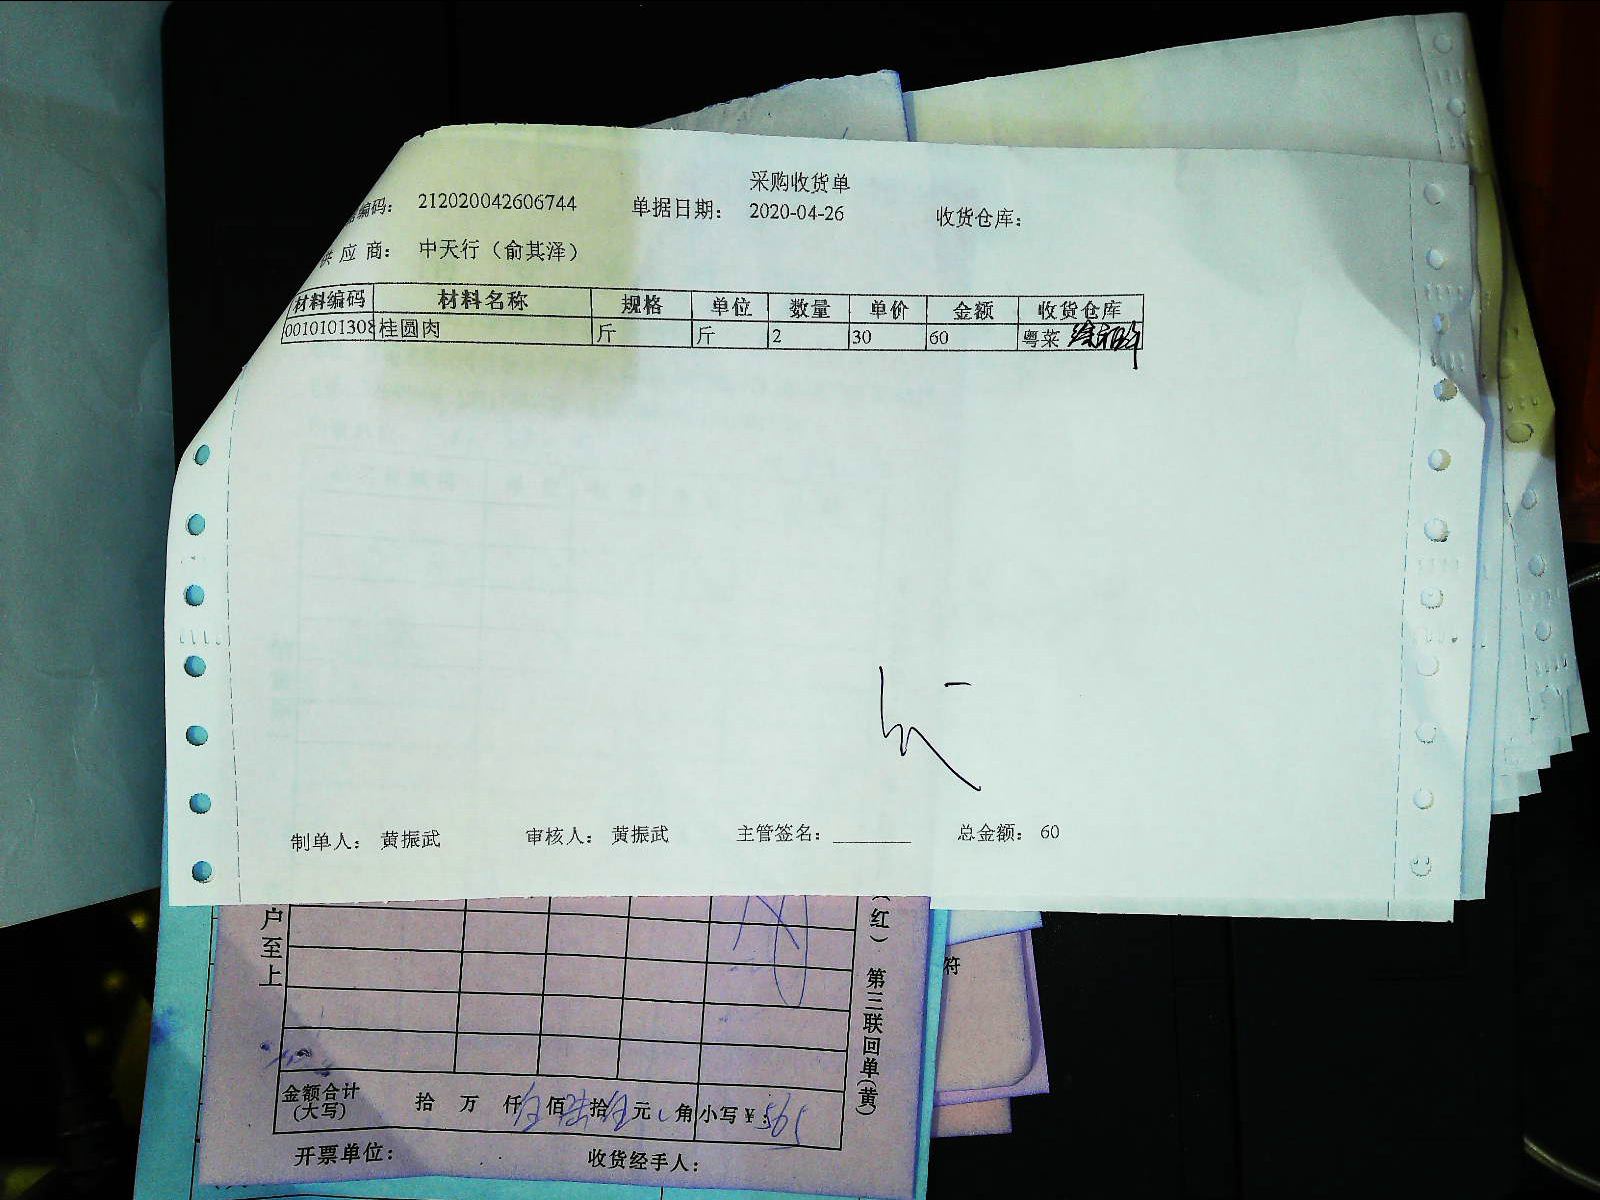 采购收货单
编码: 212020042606744 单据日期: 2020-04-26 收货仓库:
供应商: 中天行（俞其泽）
材料编码 材料名称 规格 单位 数量 单价 金额 收货仓库
0010101308 桂圆肉 斤 斤 2 30 60 粤菜
制单人: 黄振武 审核人: 黄振武 主管签名: 总金额: 60
户至上
(红) 第三联回单(黄)
符
金额合计 拾 万 仟伍佰陆拾伍元 角 小写¥: 565
(大写)
开票单位: 收货经手人: